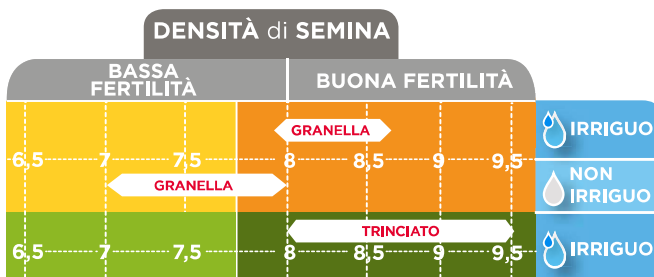 DENSITÀ di SEMINA
BASSA
FERTILITÀ
BUONA FERTILITÀ
GRANELLA
IRRIGUO
6,5 7 7,5 8 8,5 9 9,5
GRANELLA
NON
IRRIGUO
TRINCIATO
6,5 7 7,5 8 8,5 9 9,5
IRRIGUO